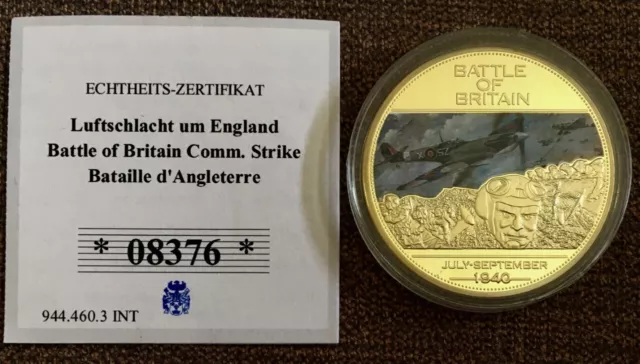 ECHTHEITS-ZERTIFIKAT
Luftschlacht um England
Battle of Britain Comm. Strike
Bataille d'Angleterre
* 08376 *
944.460.3 INT
BATTLE
OF
BRITAIN
JULY-SEPTEMBER
1940